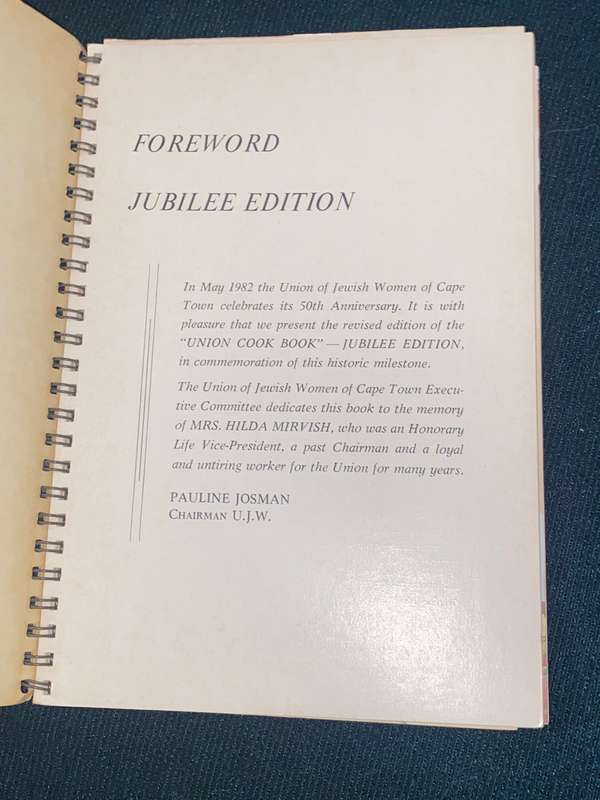 FOREWORD
JUBILEE EDITION
In May 1982 the Union of Jewish Women of Cape
Town celebrates its 50th Anniversary. It is with
pleasure that we present the revised edition of the
“UNION COOK BOOK” — JUBILEE EDITION,
in commemoration of this historic milestone.
The Union of Jewish Women of Cape Town Execu-
tive Committee dedicates this book to the memory
of MRS. HILDA MIRVISH, who was an Honorary
Life Vice-President, a past Chairman and a loyal
and untiring worker for the Union for many years.
PAULINE JOSMAN
CHAIRMAN U.J.W.